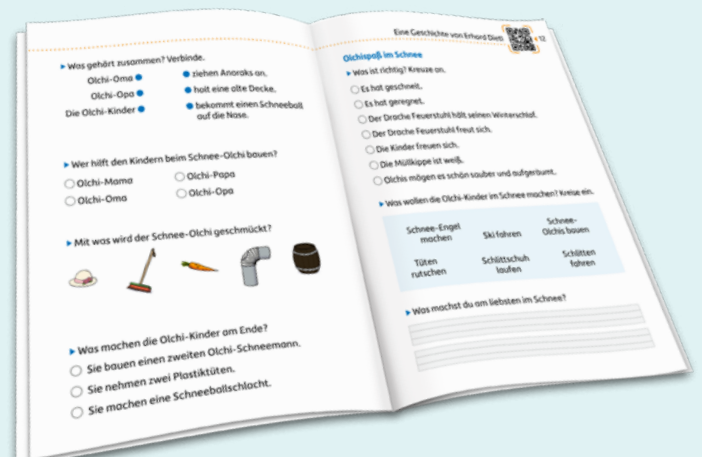 ▸ Was gehört zusammen? Verbinde.
Olchi-Oma
ziehen Anoraks an.
Olchi-Opa
holt eine alte Decke.
Die Olchi-Kinder
bekommt einen Schneeball
auf die Nase.
▸ Wer hilft den Kindern beim Schnee-Olchi bauen?
Olchi-Mama
Olchi-Papa
Olchi-Oma
Olchi-Opa
▸ Mit was wird der Schnee-Olchi geschmückt?
▸ Was machen die Olchi-Kinder am Ende?
Sie bauen einen zweiten Olchi-Schneemann.
Sie nehmen zwei Plastiktüten.
Sie machen eine Schneeballschlacht.
Eine Geschichte von Erhard Dietl
12
Olchispaß im Schnee
▸ Was ist richtig? Kreuze an.
Es hat geschneit.
Es hat geregnet.
Der Drache Feuerstuhl hält seinen Winterschlaf.
Der Drache Feuerstuhl freut sich.
Die Kinder freuen sich.
Die Müllkippe ist weiß.
Olchis mögen es schön sauber und aufgeräumt.
▸ Was wollen die Olchi-Kinder im Schnee machen? Kreise ein.
Schnee-Engel
machen
Ski fahren
Schnee-
Olchis bauen
Tüten
rutschen
Schlittschuh
laufen
Schlitten
fahren
▸ Was machst du am liebsten im Schnee?